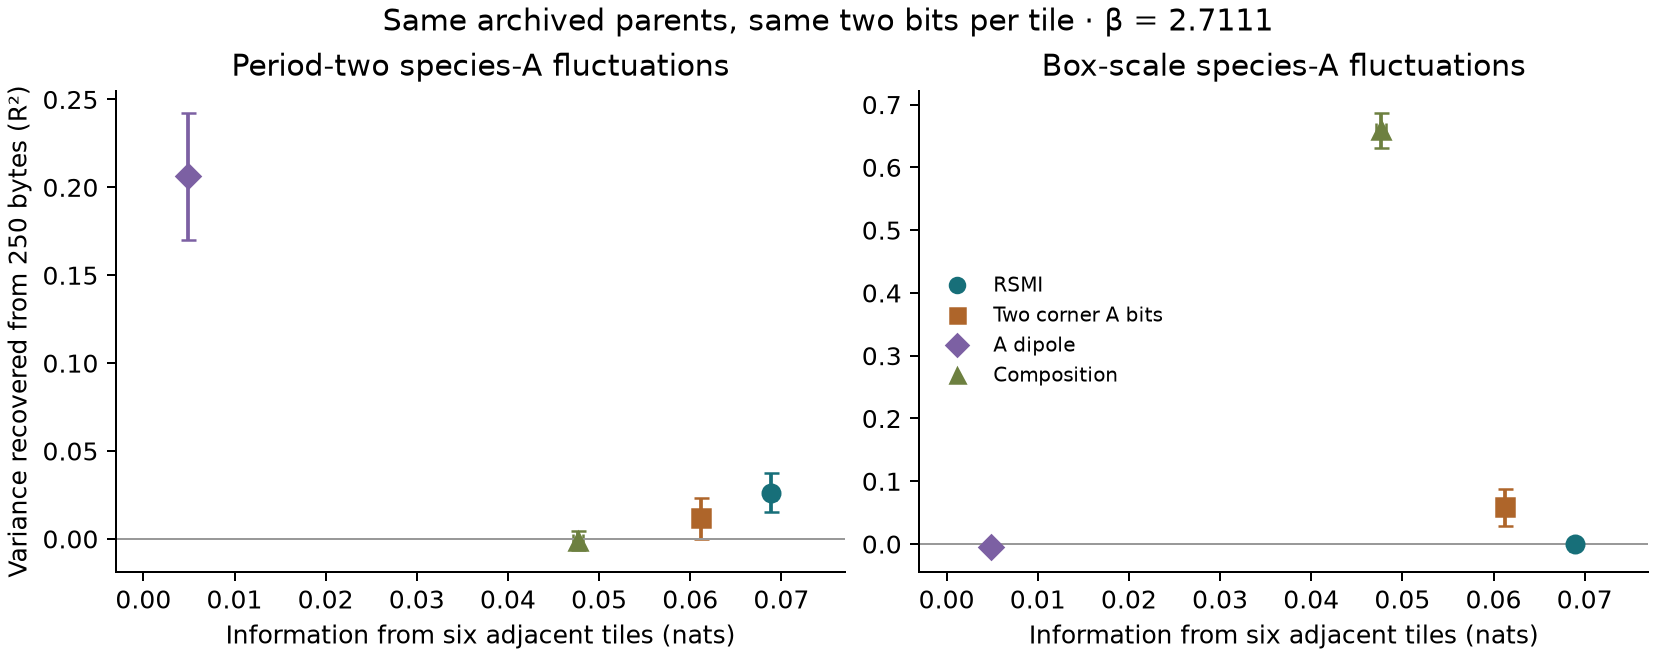 Same archived parents, same two bits per tile · β = 2.7111
Period-two species-A fluctuations
Variance recovered from 250 bytes (R²)
0.25
0.20
0.15
0.10
0.05
0.00
0.00 0.01 0.02 0.03 0.04 0.05 0.06 0.07
Information from six adjacent tiles (nats)
Box-scale species-A fluctuations
0.7
0.6
0.5
0.4
0.3
0.2
0.1
0.0
RSMI
Two corner A bits
A dipole
Composition
0.00 0.01 0.02 0.03 0.04 0.05 0.06 0.07
Information from six adjacent tiles (nats)